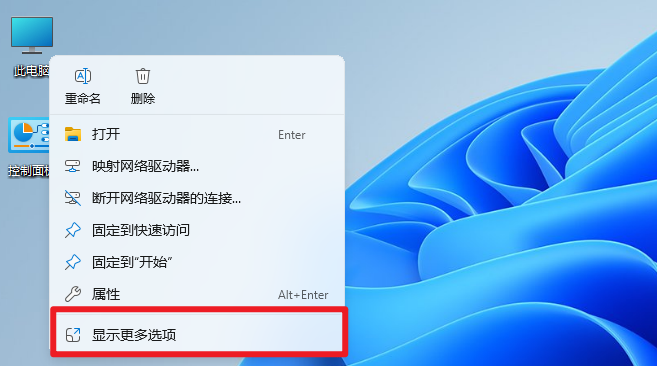 此电脑
重命名
删除
打开 Enter
映射网络驱动器...
断开网络驱动器的连接...
固定到快速访问
固定到"开始"
控制面板
属性 Alt+Enter
显示更多选项